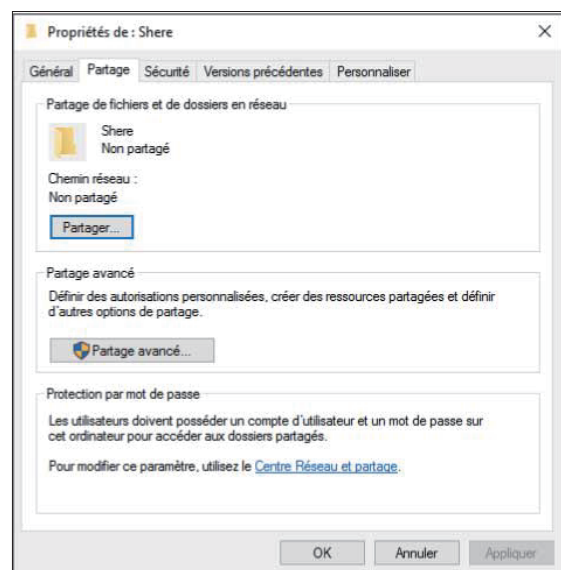 Propriétés de : Shere
Général Partage Sécurité Versions précédentes Personnaliser
Partage de fichiers et de dossiers en réseau
Shere
Non partagé
Chemin réseau :
Non partagé
Partager...
Partage avancé
Définir des autorisations personnalisées, créer des ressources partagées et définir
d'autres options de partage.
Partage avancé...
Protection par mot de passe
Les utilisateurs doivent posséder un compte d'utilisateur et un mot de passe sur
cet ordinateur pour accéder aux dossiers partagés.
Pour modifier ce paramètre, utilisez le Centre Réseau et partage.
OK Annuler Appliquer